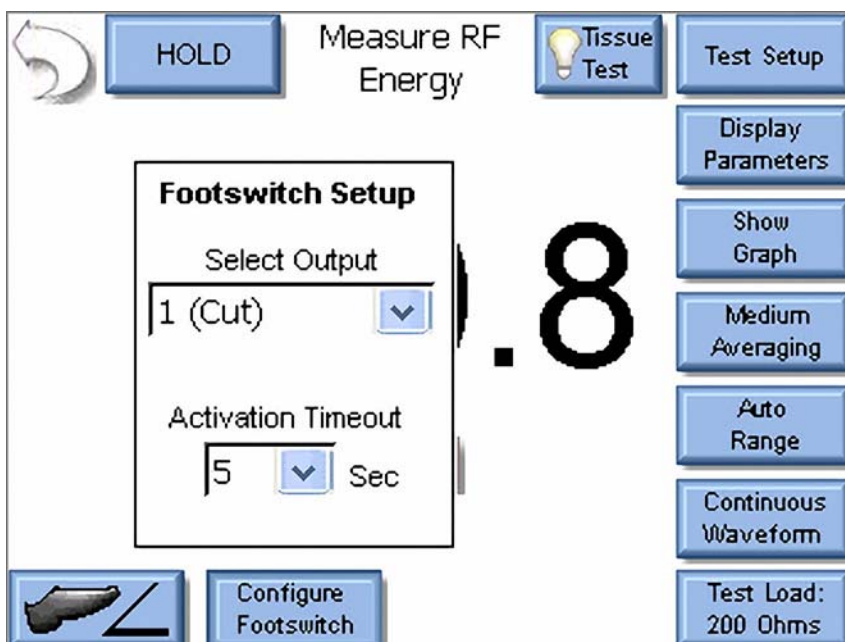 HOLD
Measure RF
Energy
Tissue
Test
Test Setup
Display
Parameters
Footswitch Setup
Select Output
1 (Cut)
Activation Timeout
5
Sec
.8
Show
Graph
Medium
Averaging
Auto
Range
Continuous
Waveform
Configure
Footswitch
Test Load:
200 Ohms